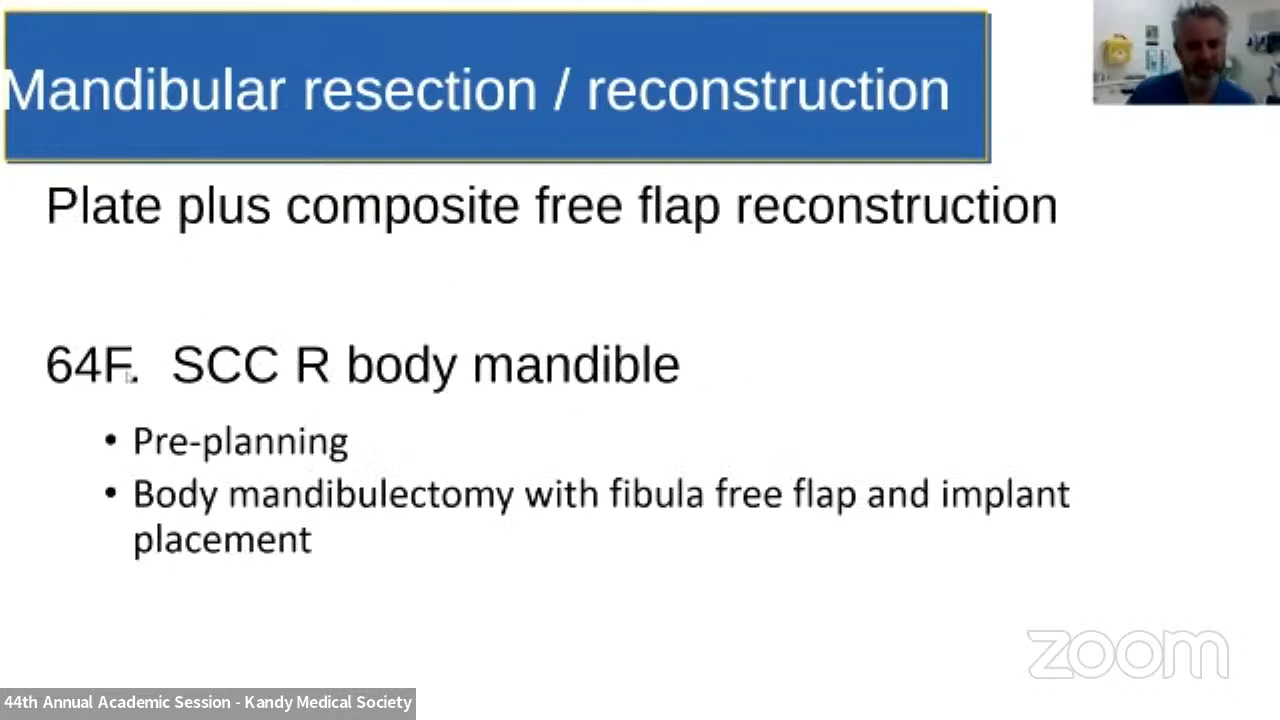 Mandibular resection / reconstruction
Plate plus composite free flap reconstruction
64F. SCC R body mandible
• Pre-planning
• Body mandibulectomy with fibula free flap and implant
placement
zoom
44th Annual Academic Session - Kandy Medical Society